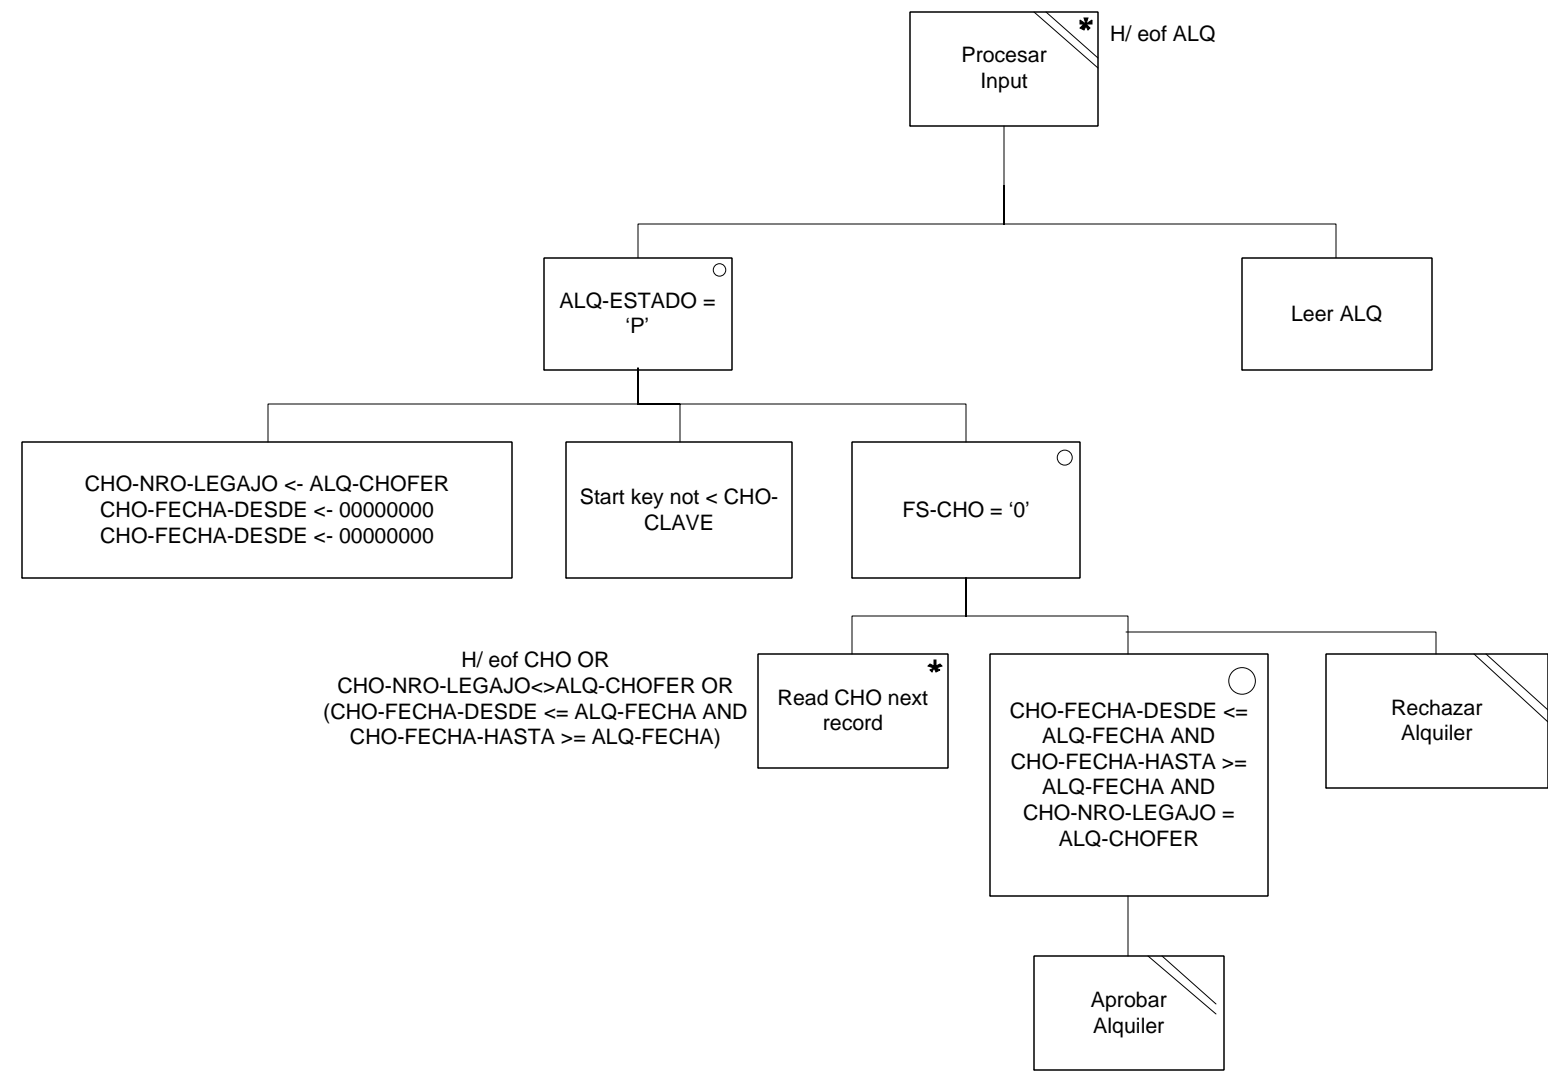 *
H/ eof ALQ
Procesar
Input
ALQ-ESTADO =
‘P’
Leer ALQ
CHO-NRO-LEGAJO <- ALQ-CHOFER
CHO-FECHA-DESDE <- 00000000
CHO-FECHA-DESDE <- 00000000
Start key not < CHO-
CLAVE
FS-CHO = ‘0’
H/ eof CHO OR
CHO-NRO-LEGAJO<>ALQ-CHOFER OR
(CHO-FECHA-DESDE <= ALQ-FECHA AND
CHO-FECHA-HASTA >= ALQ-FECHA)
*
Read CHO next
record
CHO-FECHA-DESDE <=
ALQ-FECHA AND
CHO-FECHA-HASTA >=
ALQ-FECHA AND
CHO-NRO-LEGAJO =
ALQ-CHOFER
Rechazar
Alquiler
Aprobar
Alquiler